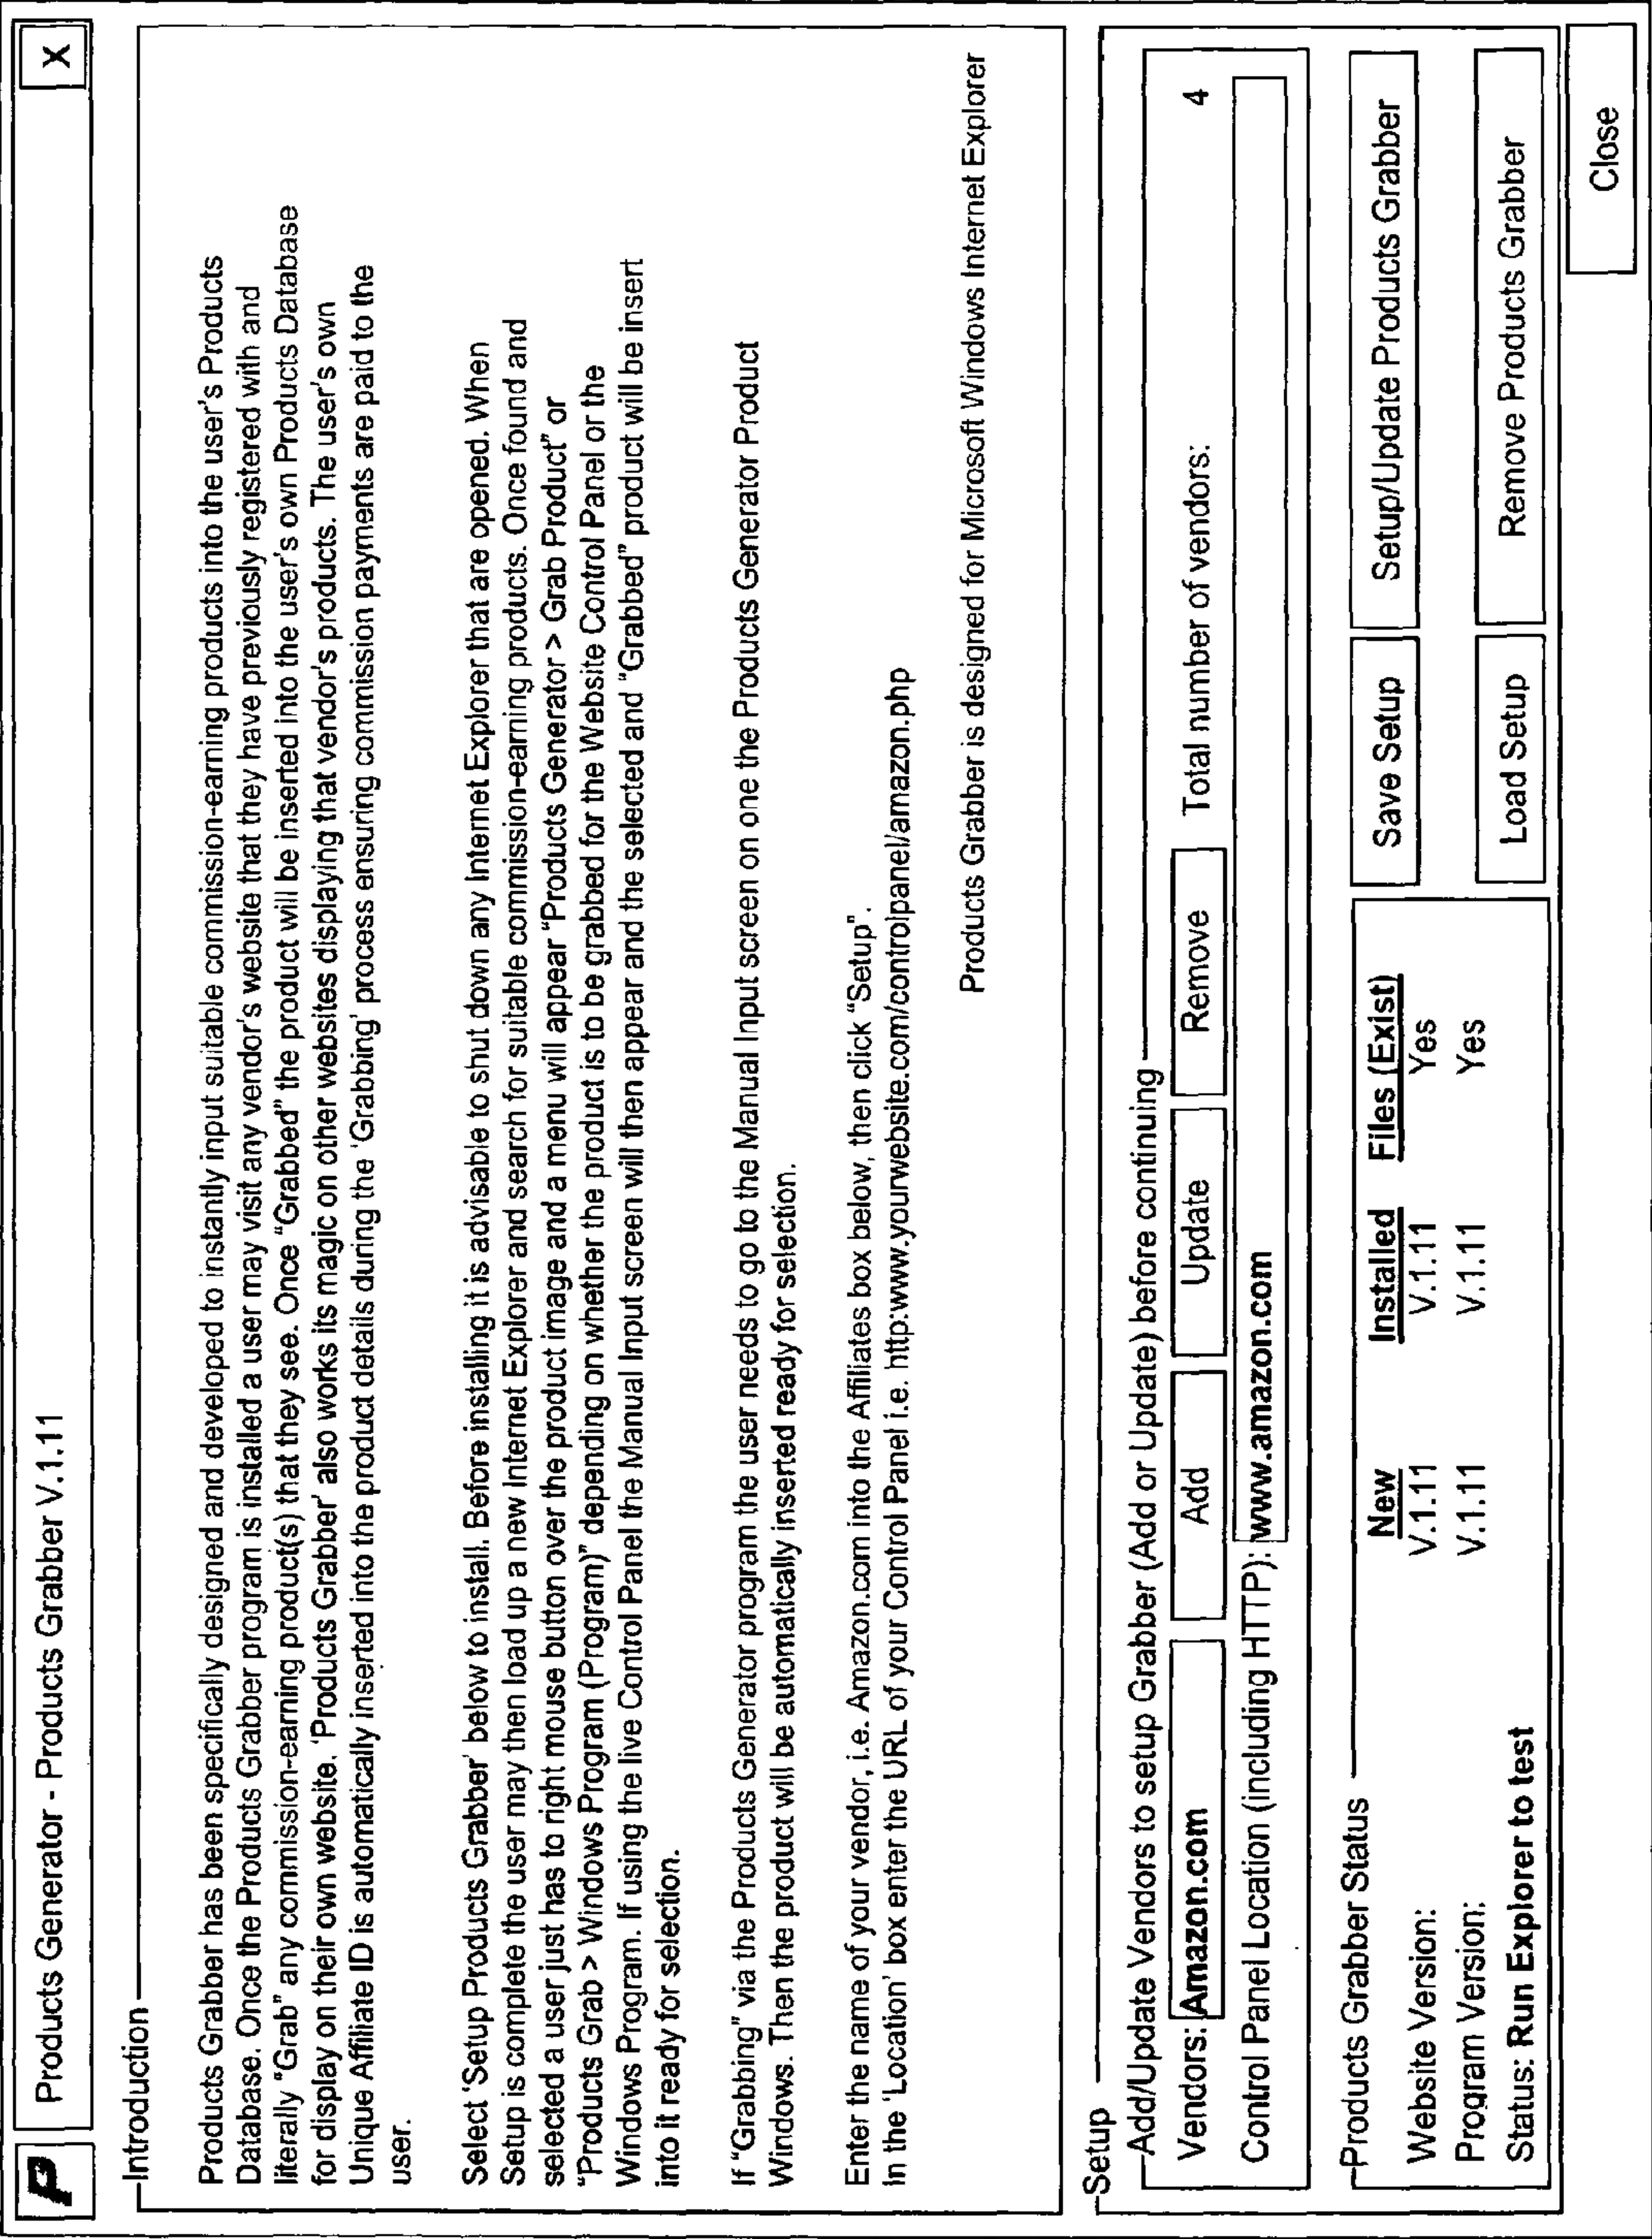 P Products Generator - Products Grabber V.1.11 X
Introduction
Products Grabber has been specifically designed and developed to instantly input suitable commission-earning products into the user's Products
Database. Once the Products Grabber program is installed a user may visit any vendor's website that they have previously registered with and
literally "Grab" any commission-earning product(s) that they see. Once "Grabbed" the product will be inserted into the user's own Products Database
for display on their own website. 'Products Grabber' also works its magic on other websites displaying that vendor's products. The user's own
Unique Affiliate ID is automatically inserted into the product details during the 'Grabbing' process ensuring commission payments are paid to the
user.
Select 'Setup Products Grabber' below to install. Before installing it is advisable to shut down any Internet Explorer that are opened. When
Setup is complete the user may then load up a new Internet Explorer and search for suitable commission-earning products. Once found and
selected a user just has to right mouse button over the product image and a menu will appear "Products Generator > Grab Product" or
"Products Grab > Windows Program (Program)" depending on whether the product is to be grabbed for the Website Control Panel or the
Windows Program. If using the live Control Panel the Manual Input screen will then appear and the selected and "Grabbed" product will be insert
into it ready for selection.
If "Grabbing" via the Products Generator program the user needs to go to the Manual Input screen on one the Products Generator Product
Windows. Then the product will be automatically inserted ready for selection.
Enter the name of your vendor, i.e. Amazon.com into the Affiliates box below, then click "Setup".
In the 'Location' box enter the URL of your Control Panel i.e. http:www.yourwebsite.com/controlpanel/amazon.php
Products Grabber is designed for Microsoft Windows Internet Explorer
Setup
Add/Update Vendors to setup Grabber (Add or Update) before continuing
Vendors: Amazon.com Add Update Remove Total number of vendors: 4
Control Panel Location (including HTTP): www.amazon.com
Products Grabber Status
New Installed Files (Exist) Save Setup Setup/Update Products Grabber
Website Version: V.1.11 V.1.11 Yes
Program Version: V.1.11 V.1.11 Yes
Status: Run Explorer to test Load Setup Remove Products Grabber
Close